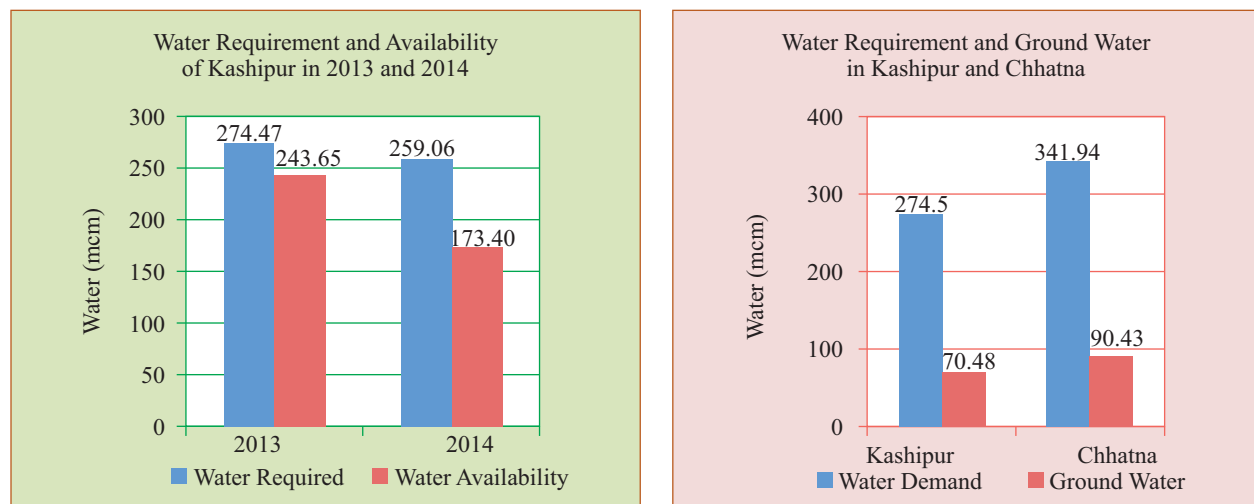 Water Requirement and Availability
of Kashipur in 2013 and 2014
Water (mcm)
300
250
200
150
100
50
0
274.47
243.65
259.06
173.40
2013
2014
Water Required
Water Availability
Water Requirement and Ground Water
in Kashipur and Chhatna
Water (mcm)
400
300
200
100
0
274.5
70.48
341.94
90.43
Kashipur
Chhatna
Water Demand
Ground Water